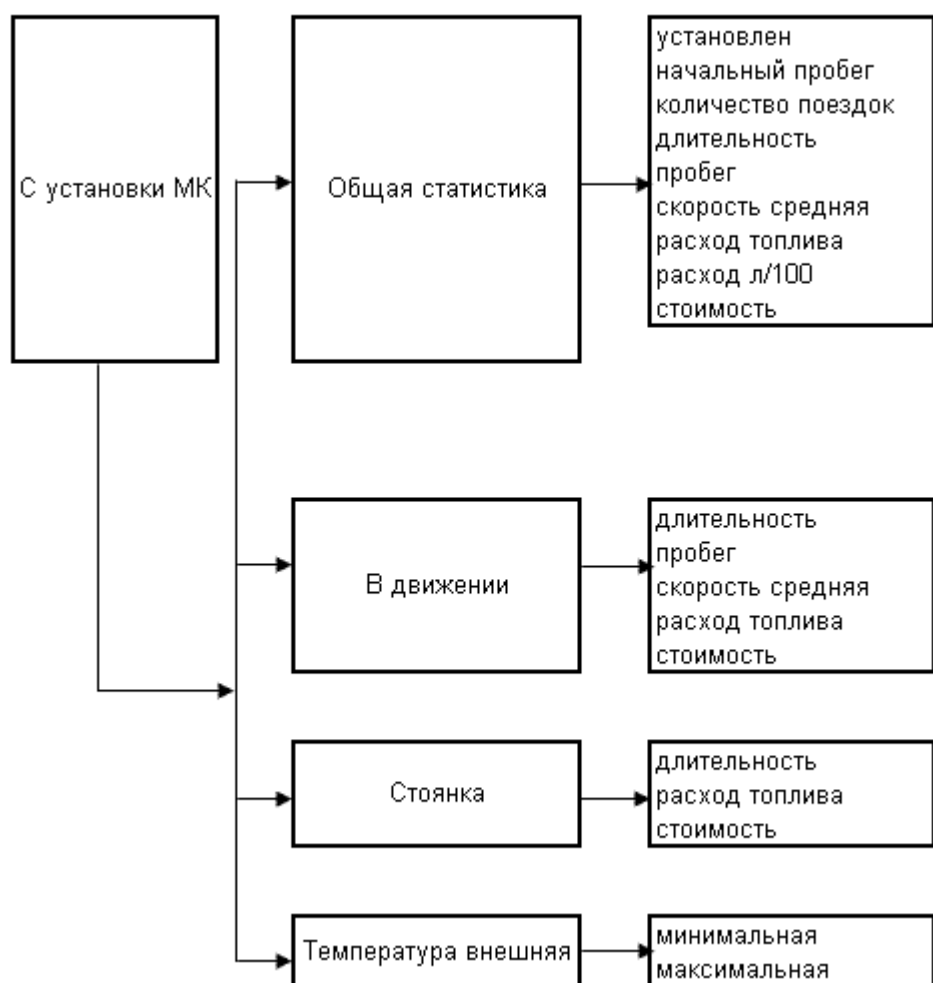 С установки МК
Общая статистика
установлен
начальный пробег
количество поездок
длительность
пробег
скорость средняя
расход топлива
расход л/100
стоимость
В движении
длительность
пробег
скорость средняя
расход топлива
стоимость
Стоянка
длительность
расход топлива
стоимость
Температура внешняя
минимальная
максимальная